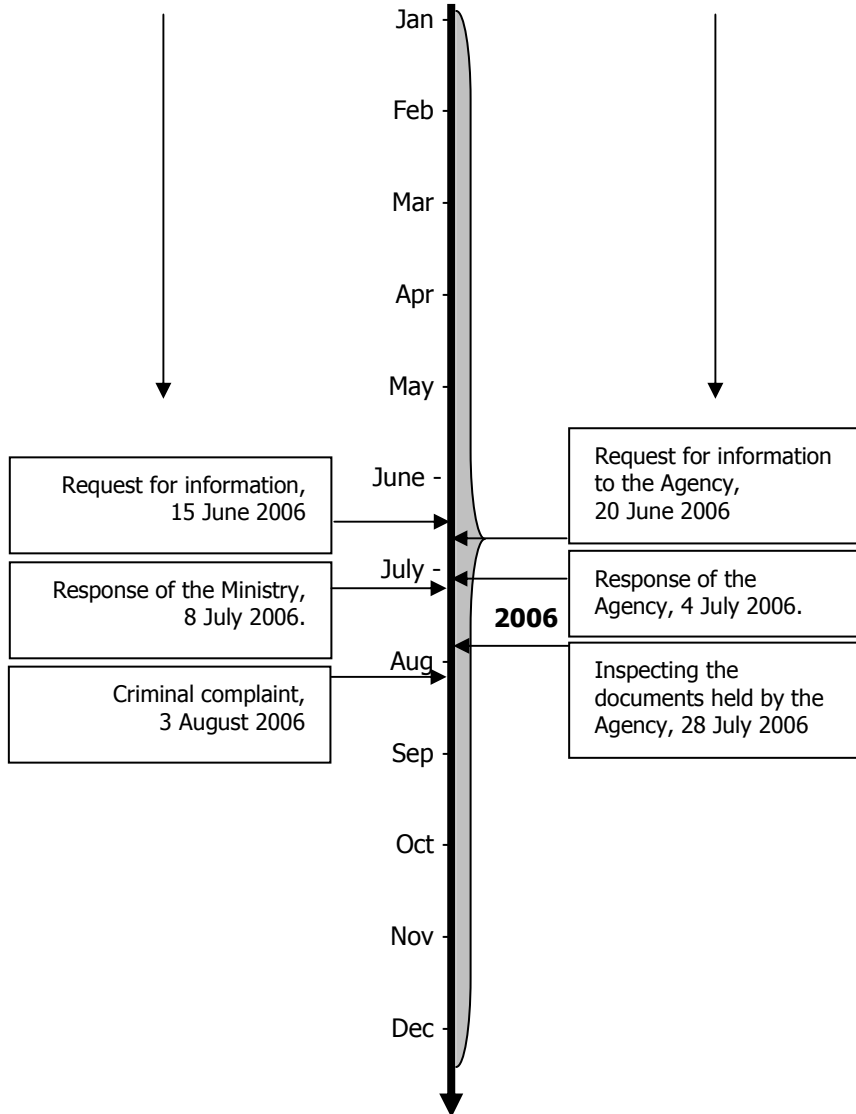 Jan
Feb
Mar
Apr
May
June -
Request for information,
15 June 2006
Request for information
to the Agency,
20 June 2006
July -
Response of the Ministry,
8 July 2006.
Response of the
Agency, 4 July 2006.
2006
Aug
Criminal complaint,
3 August 2006
Inspecting the
documents held by the
Agency, 28 July 2006
Sep
Oct
Nov
Dec